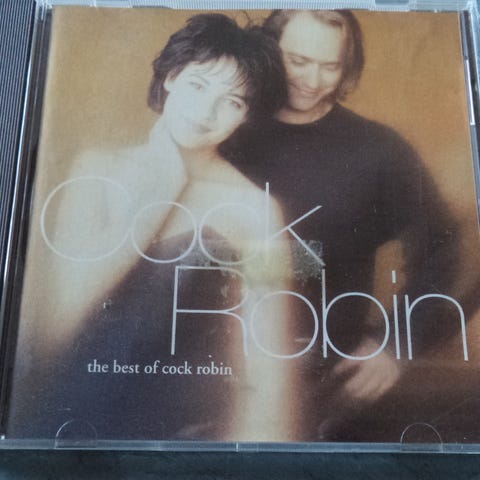 Cock
Robin
the best of cock robin